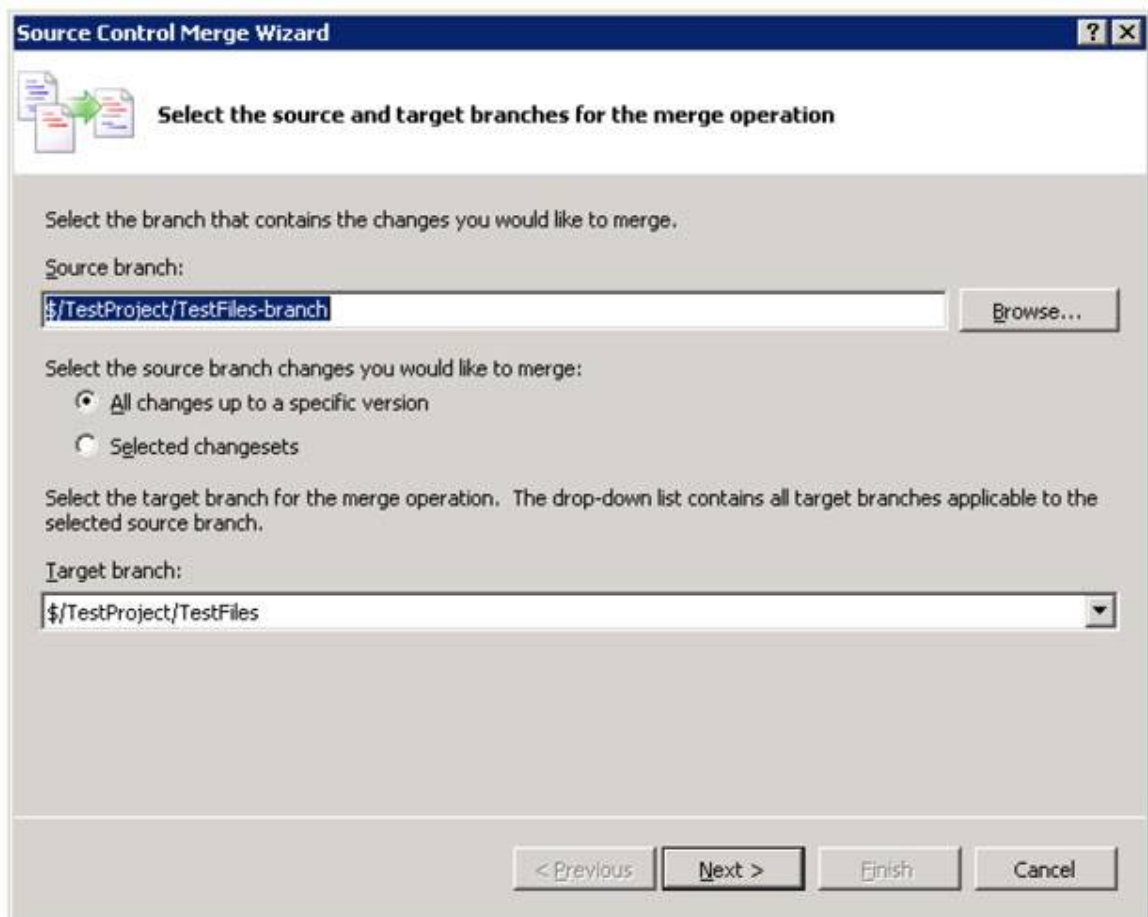 Source Control Merge Wizard
Select the source and target branches for the merge operation
Select the branch that contains the changes you would like to merge.
Source branch:
$/TestProject/TestFiles-branch
Browse...
Select the source branch changes you would like to merge:
All changes up to a specific version
Selected changesets
Select the target branch for the merge operation.  The drop-down list contains all target branches applicable to the
selected source branch.
Target branch:
$/TestProject/TestFiles
< Previous
Next >
Finish
Cancel